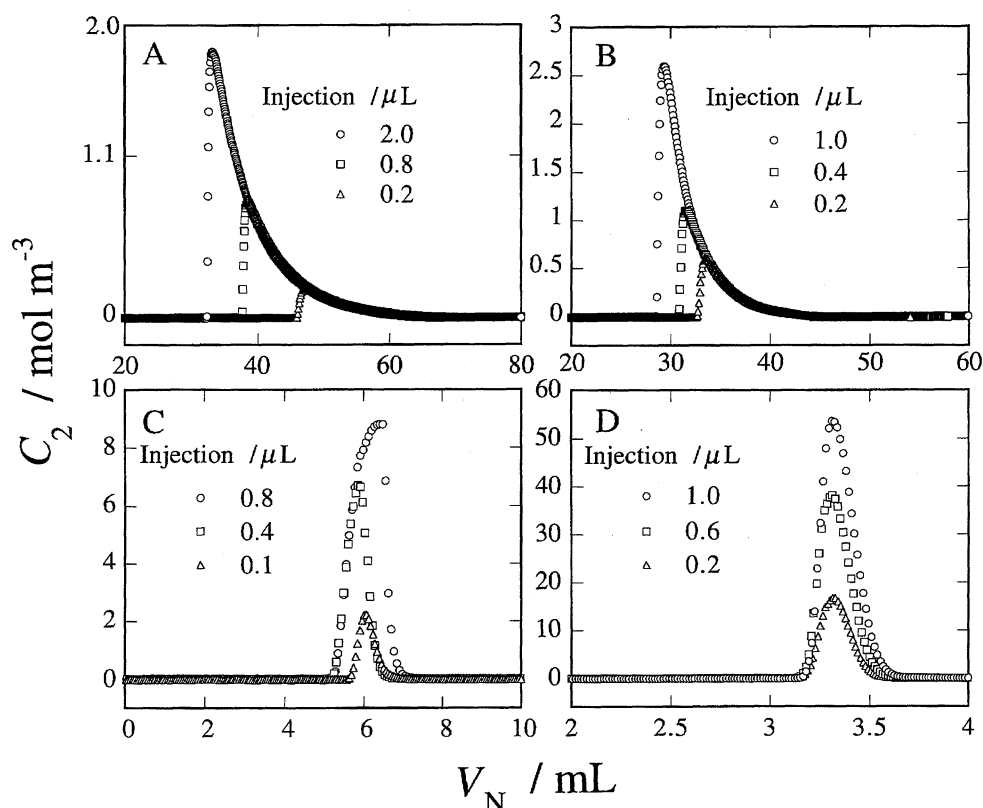 A
Injection /μL
2.0
0.8
0.2
2.0
1.1
0
20 40 60 80
B
Injection /μL
1.0
0.4
0.2
3
2.5
2
1.5
1
0.5
0
20 30 40 50 60
C
Injection /μL
0.8
0.4
0.1
10
8
6
4
2
0
0 2 4 6 8 10
D
Injection /μL
1.0
0.6
0.2
60
50
40
30
20
10
0
2 2.5 3 3.5 4
C₂ / mol m⁻³
V_N / mL